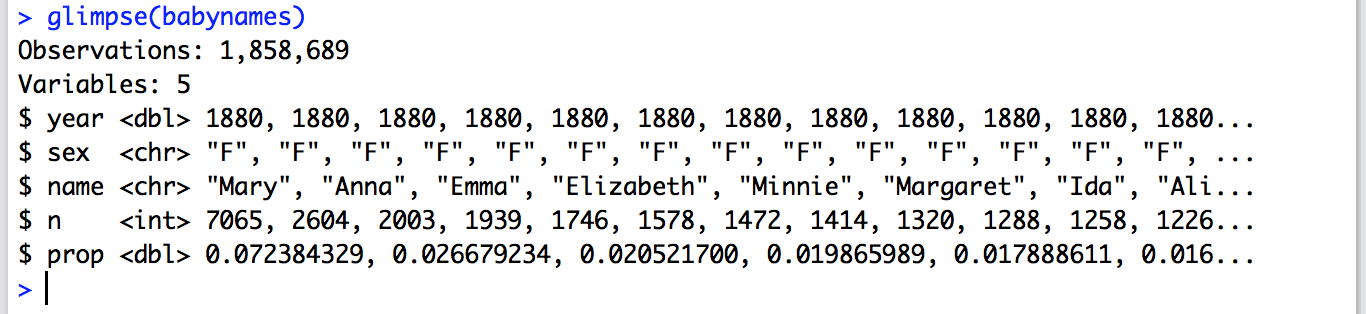 > glimpse(babynames)
Observations: 1,858,689
Variables: 5
$ year <dbl> 1880, 1880, 1880, 1880, 1880, 1880, 1880, 1880, 1880, 1880, 1880, 1880...
$ sex  <chr> "F", "F", "F", "F", "F", "F", "F", "F", "F", "F", "F", "F", "F", "F", ...
$ name <chr> "Mary", "Anna", "Emma", "Elizabeth", "Minnie", "Margaret", "Ida", "Ali...
$ n    <int> 7065, 2604, 2003, 1939, 1746, 1578, 1472, 1414, 1320, 1288, 1258, 1226...
$ prop <dbl> 0.072384329, 0.026679234, 0.020521700, 0.019865989, 0.017888611, 0.016...
>